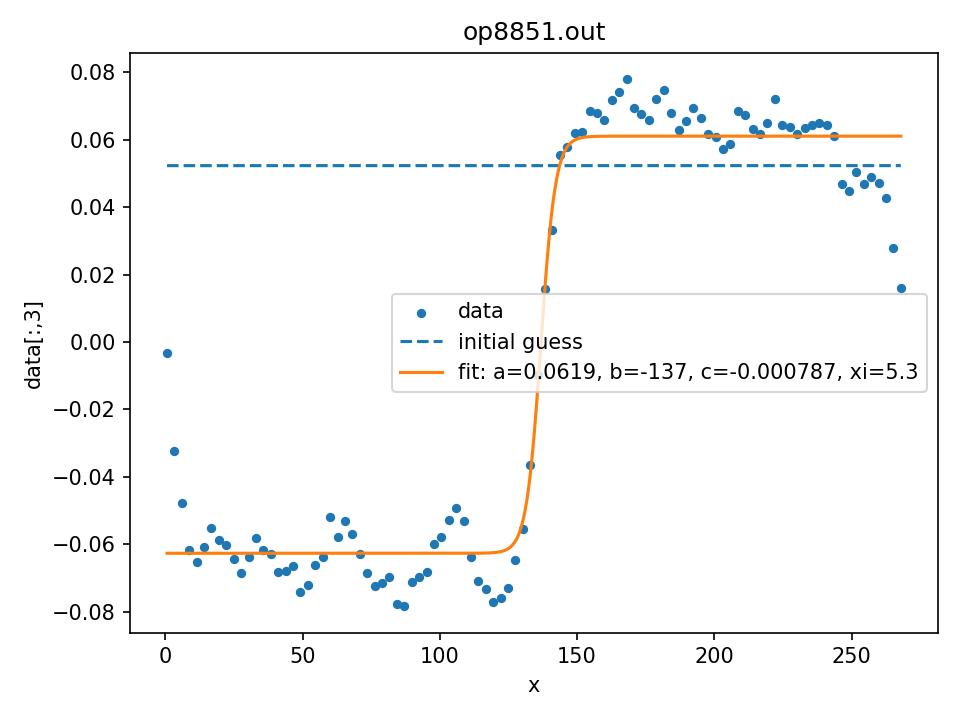 op8851.out
0.08
0.06
0.04
0.02
0.00
−0.02
−0.04
−0.06
−0.08
data[:,3]
data
initial guess
fit: a=0.0619, b=-137, c=-0.000787, xi=5.3
0 50 100 150 200 250
x